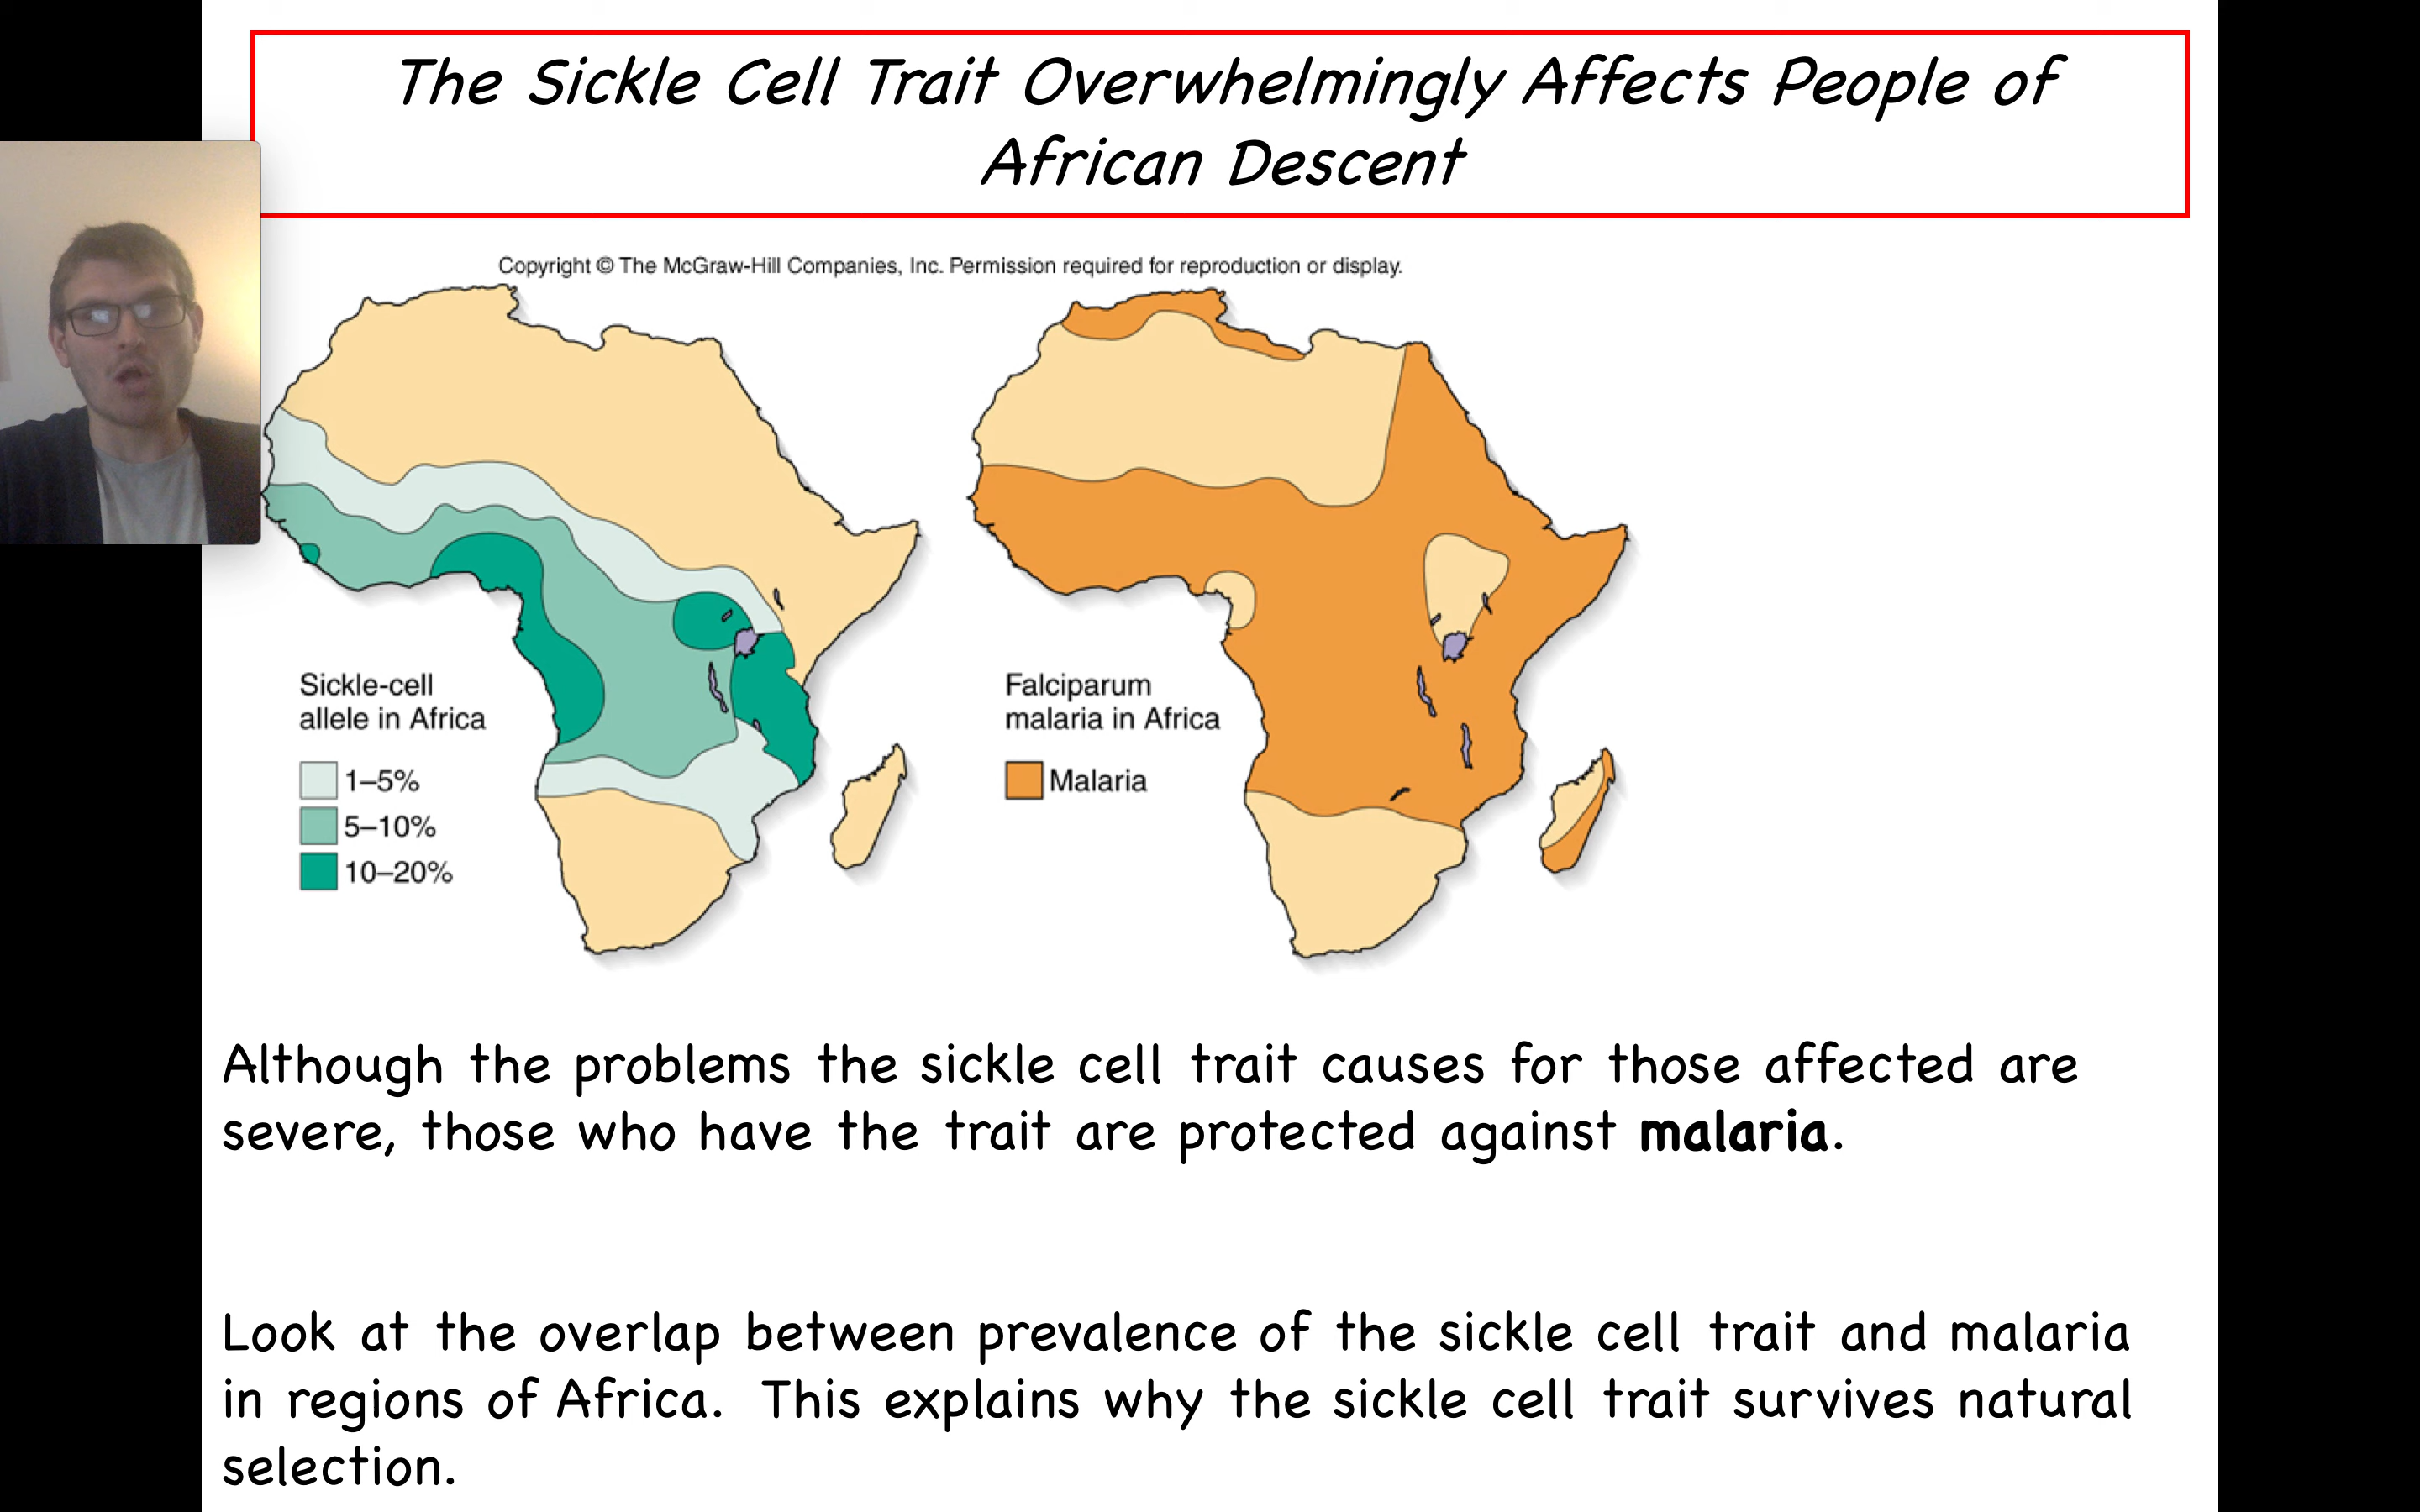 The Sickle Cell Trait Overwhelmingly Affects People of
African Descent
Copyright © The McGraw-Hill Companies, Inc. Permission required for reproduction or display.
Sickle-cell
allele in Africa
1–5%
5–10%
10–20%
Falciparum
malaria in Africa
Malaria
Although the problems the sickle cell trait causes for those affected are
severe, those who have the trait are protected against malaria.
Look at the overlap between prevalence of the sickle cell trait and malaria
in regions of Africa.  This explains why the sickle cell trait survives natural
selection.